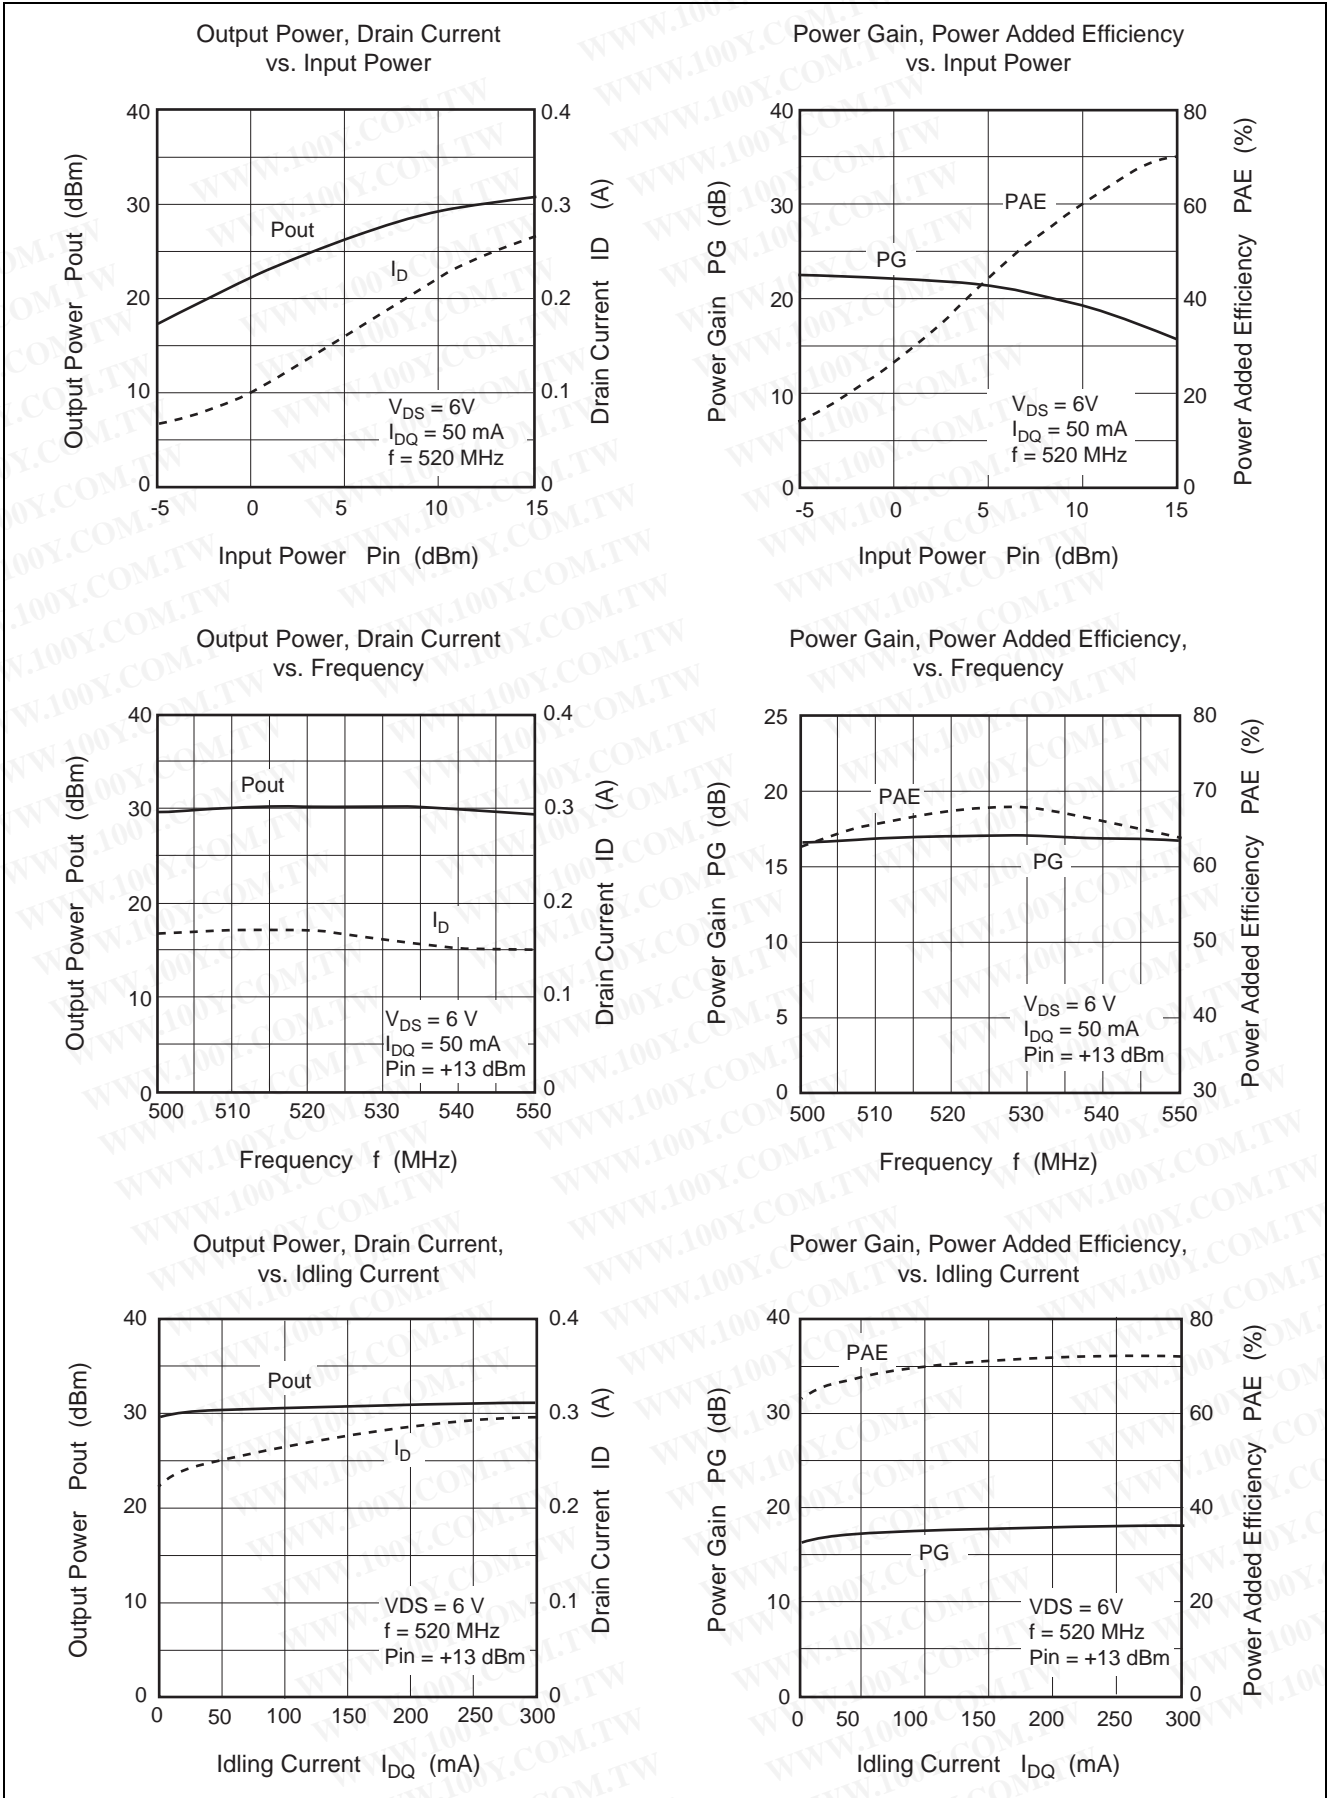 Output Power, Drain Current
vs. Input Power
40
30
20
10
0
0.4
0.3
0.2
0.1
0
-5 0 5 10 15
Output Power Pout (dBm)
Drain Current ID (A)
Pout
I_D
V_DS = 6V
I_DQ = 50 mA
f = 520 MHz
Input Power Pin (dBm)
Power Gain, Power Added Efficiency
vs. Input Power
40
30
20
10
0
80
60
40
20
0
-5 0 5 10 15
Power Gain PG (dB)
Power Added Efficiency PAE (%)
PAE
PG
V_DS = 6V
I_DQ = 50 mA
f = 520 MHz
Input Power Pin (dBm)
Output Power, Drain Current
vs. Frequency
40
30
20
10
0
0.4
0.3
0.2
0.1
0
500 510 520 530 540 550
Output Power Pout (dBm)
Drain Current ID (A)
Pout
I_D
V_DS = 6 V
I_DQ = 50 mA
Pin = +13 dBm
Frequency f (MHz)
Power Gain, Power Added Efficiency,
vs. Frequency
25
20
15
10
5
0
80
70
60
50
40
30
500 510 520 530 540 550
Power Gain PG (dB)
Power Added Efficiency PAE (%)
PAE
PG
V_DS = 6 V
I_DQ = 50 mA
Pin = +13 dBm
Frequency f (MHz)
Output Power, Drain Current,
vs. Idling Current
40
30
20
10
0
0.4
0.3
0.2
0.1
0
0 50 100 150 200 250 300
Output Power Pout (dBm)
Drain Current ID (A)
Pout
I_D
VDS = 6 V
f = 520 MHz
Pin = +13 dBm
Idling Current I_DQ (mA)
Power Gain, Power Added Efficiency,
vs. Idling Current
40
30
20
10
0
80
60
40
20
0
0 50 100 150 200 250 300
Power Gain PG (dB)
Power Added Efficiency PAE (%)
PAE
PG
VDS = 6V
f = 520 MHz
Pin = +13 dBm
Idling Current I_DQ (mA)
WWW.100Y.COM.TW